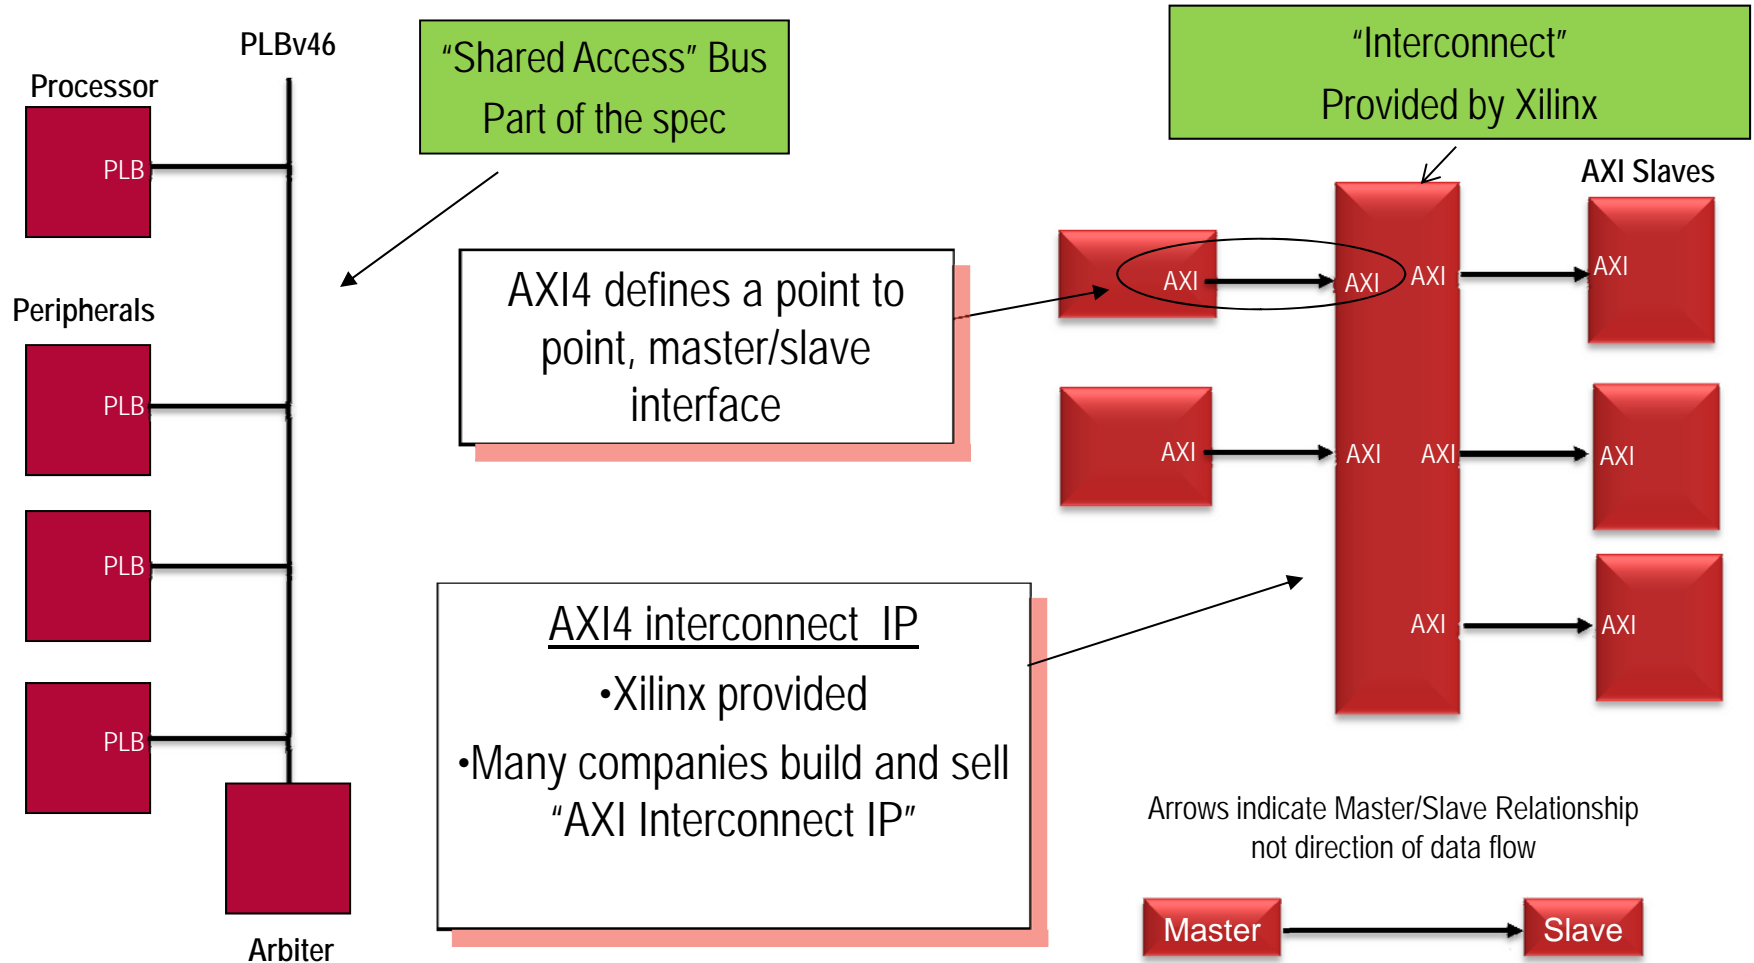 PLBv46
Processor
PLB
Peripherals
PLB
PLB
PLB
Arbiter
“Shared Access” Bus
Part of the spec
AXI4 defines a point to
point, master/slave
interface
AXI4 interconnect IP
•Xilinx provided
•Many companies build and sell
“AXI Interconnect IP”
“Interconnect”
Provided by Xilinx
AXI Slaves
AXI AXI AXI AXI
AXI AXI AXI AXI
AXI AXI
Arrows indicate Master/Slave Relationship
not direction of data flow
Master Slave